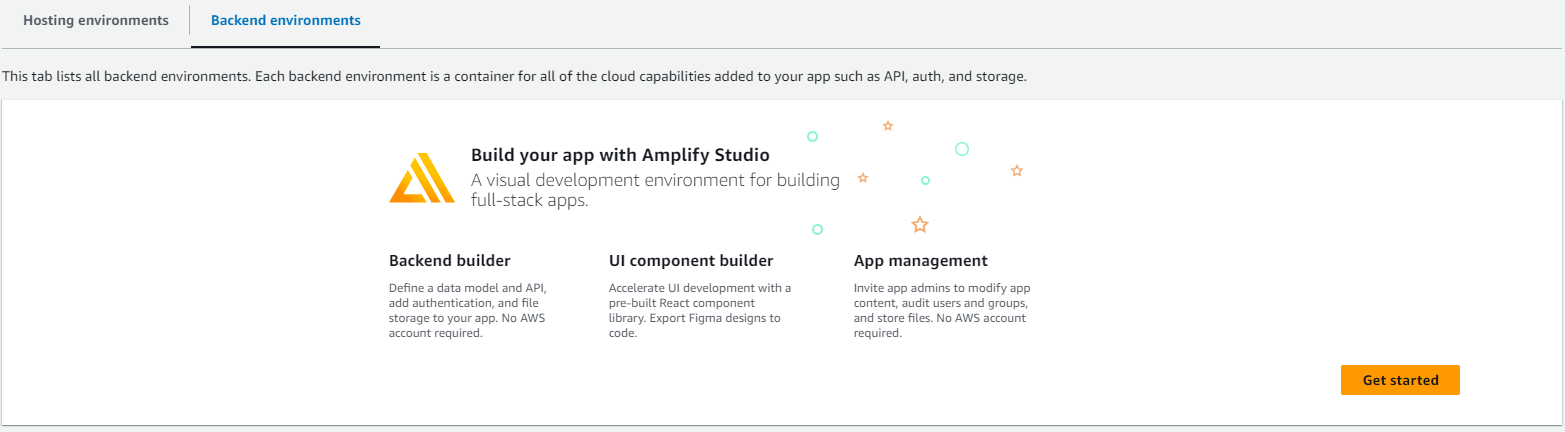 Hosting environments
Backend environments
This tab lists all backend environments. Each backend environment is a container for all of the cloud capabilities added to your app such as API, auth, and storage.
Build your app with Amplify Studio
A visual development environment for building
full-stack apps.
Backend builder
Define a data model and API,
add authentication, and file
storage to your app. No AWS
account required.
UI component builder
Accelerate UI development with a
pre-built React component
library. Export Figma designs to
code.
App management
Invite app admins to modify app
content, audit users and groups,
and store files. No AWS account
required.
Get started